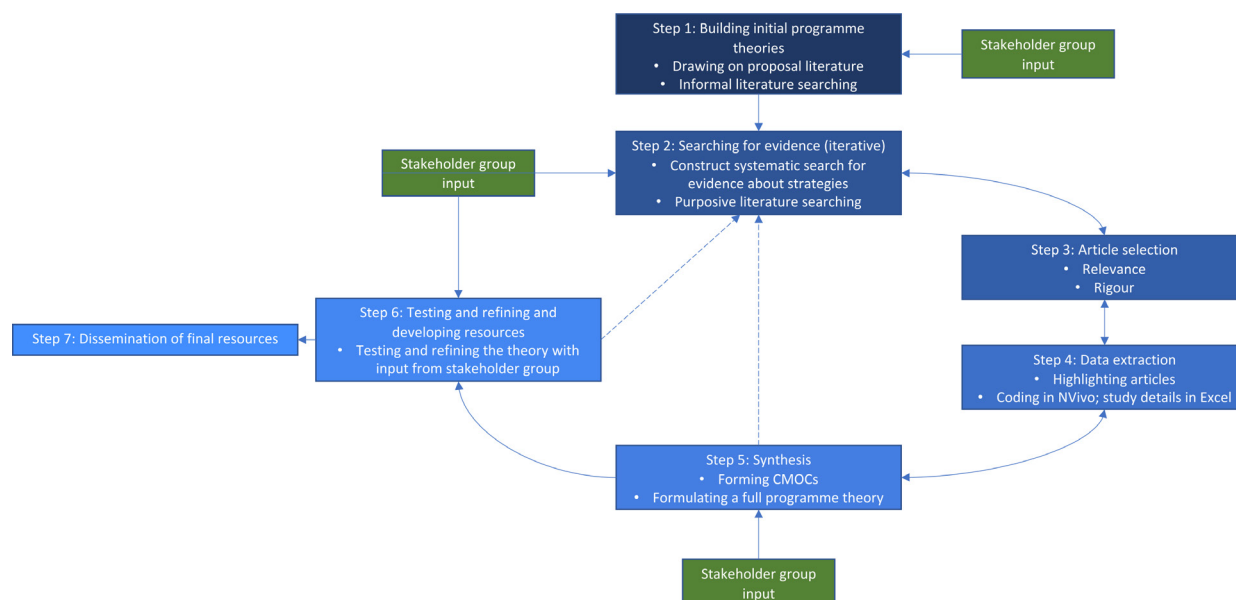 Step 1: Building initial programme
theories
• Drawing on proposal literature
• Informal literature searching
Stakeholder group
input
Step 2: Searching for evidence (iterative)
• Construct systematic search for
evidence about strategies
• Purposive literature searching
Stakeholder group
input
Step 3: Article selection
• Relevance
• Rigour
Step 4: Data extraction
• Highlighting articles
• Coding in NVivo; study details in Excel
Step 5: Synthesis
• Forming CMOCs
• Formulating a full programme theory
Stakeholder group
input
Step 6: Testing and refining and
developing resources
• Testing and refining the theory with
input from stakeholder group
Step 7: Dissemination of final resources